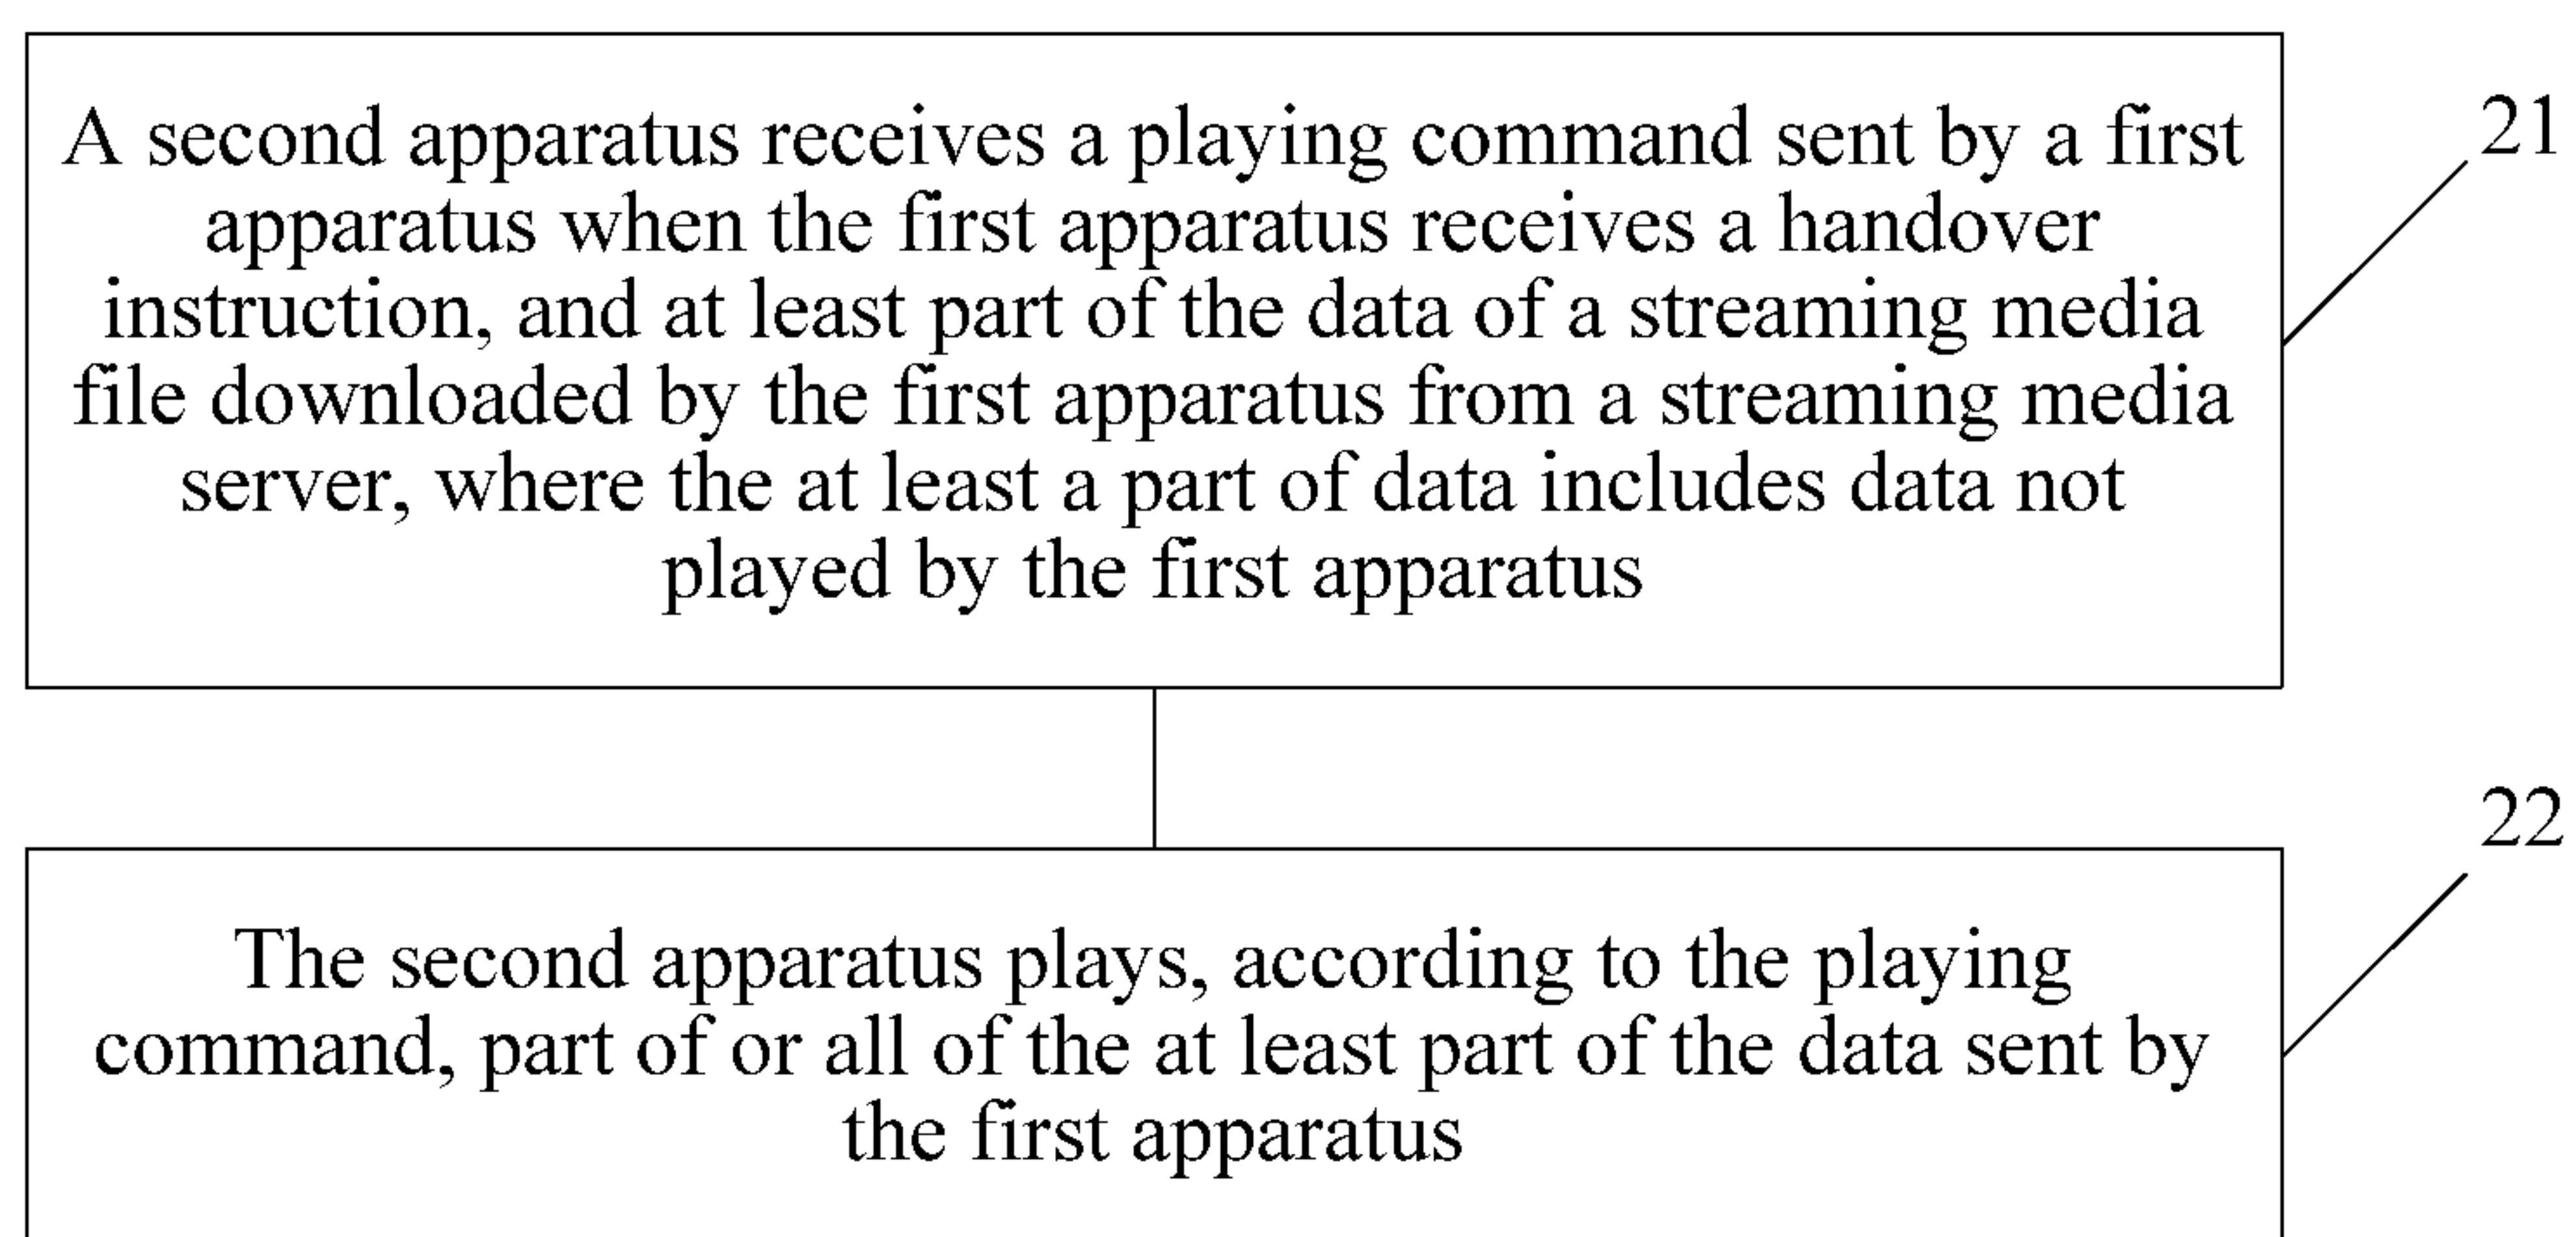 A second apparatus receives a playing command sent by a first
apparatus when the first apparatus receives a handover
instruction, and at least part of the data of a streaming media
file downloaded by the first apparatus from a streaming media
server, where the at least a part of data includes data not
played by the first apparatus
21
The second apparatus plays, according to the playing
command, part of or all of the at least part of the data sent by
the first apparatus
22